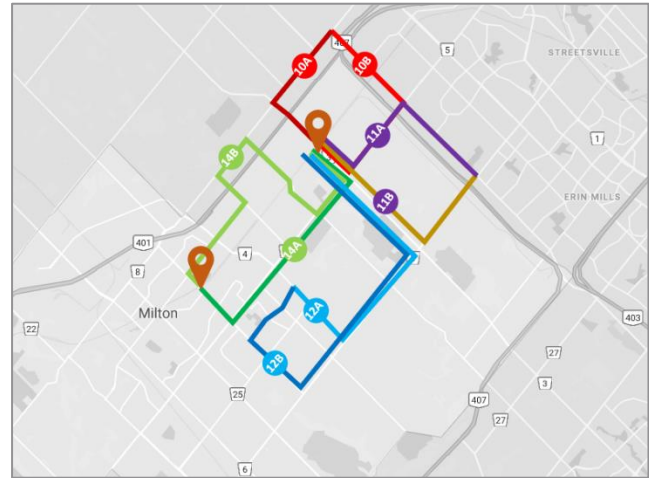 407
5
STREETSVILLE
10A
10B
1
11A
14B
ERIN MILLS
11B
401
4
14A
8
Milton
12A
403
22
27
12B
3
25
407
27
6